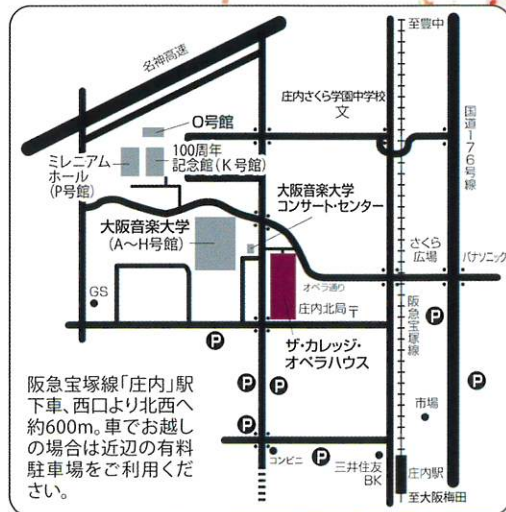 至豊中
名神高速
庄内さくら学園中学校
文
国道176号線
O号館
ミレニアム
ホール
(P号館)
100周年
記念館(K号館)
大阪音楽大学
コンサート・センター
大阪音楽大学
(A〜H号館)
さくら
広場
パナソニック
オペラ通り
GS
庄内北局〒
阪急宝塚線
P
ザ・カレッジ・
オペラハウス
P
P
P
P
P
市場
阪急宝塚線「庄内」駅
下車、西口より北西へ
約600m。車でお越し
の場合は近辺の有料
駐車場をご利用くだ
さい。
コンビニ
P
三井住友
BK
庄内駅
至大阪梅田